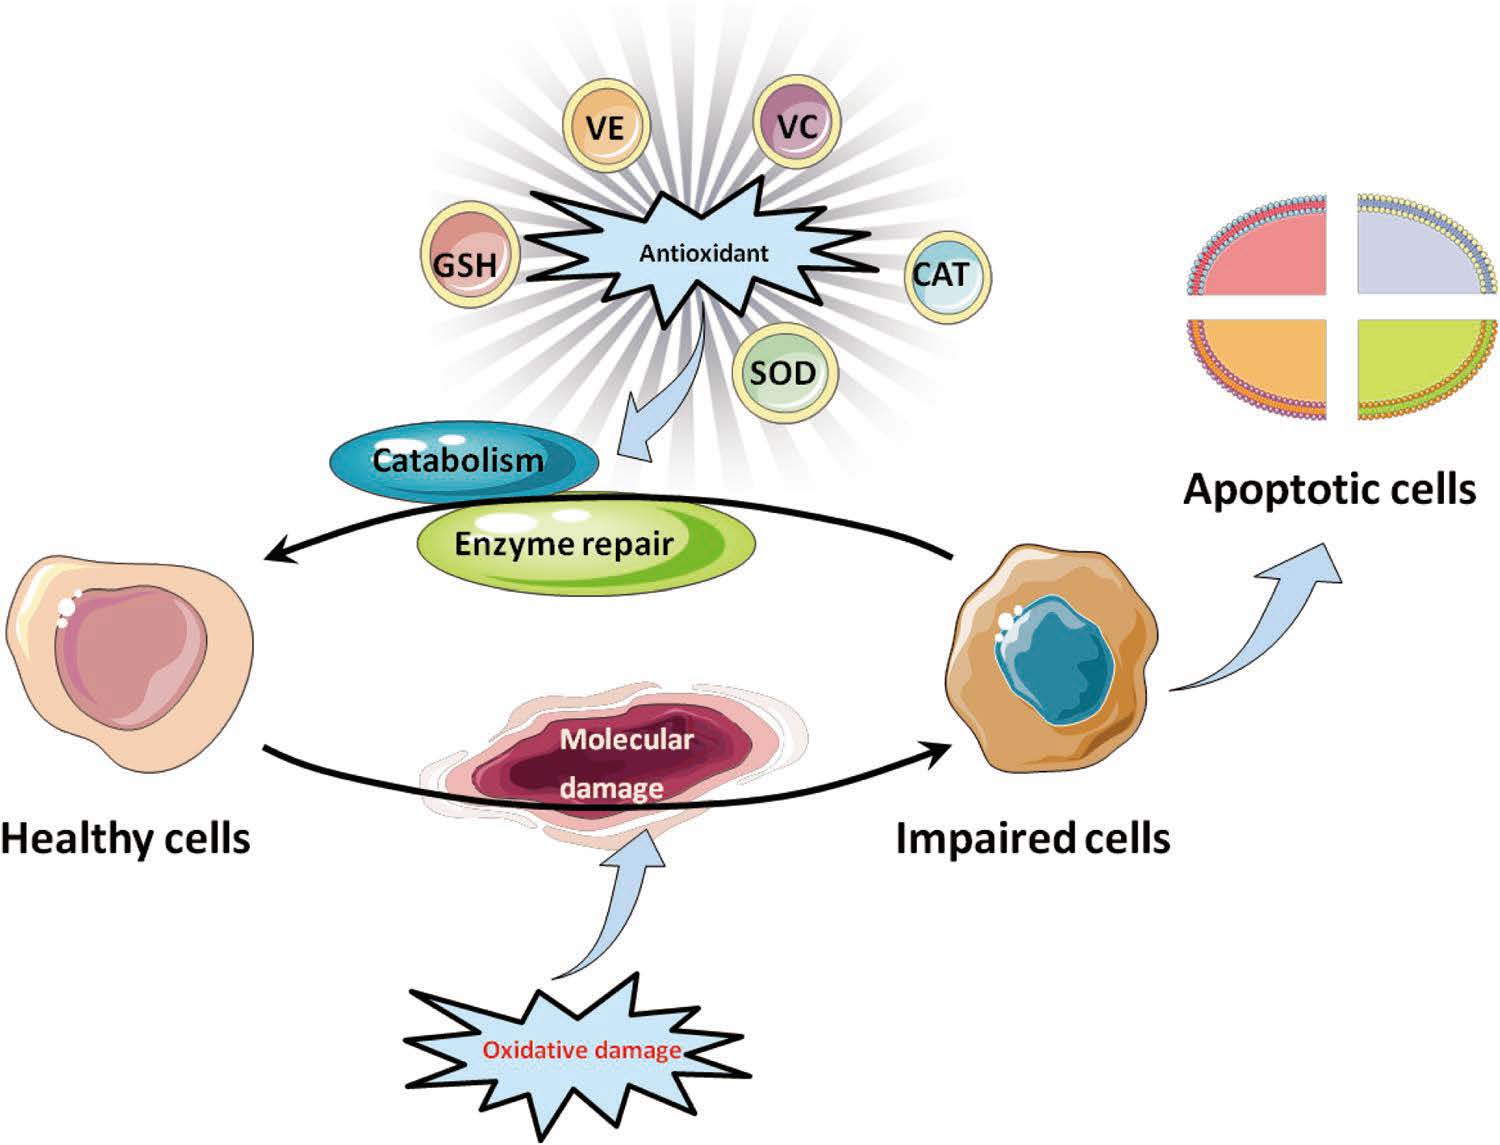 VE
VC
GSH
Antioxidant
CAT
SOD
Catabolism
Enzyme repair
Apoptotic cells
Molecular
damage
Healthy cells
Impaired cells
Oxidative damage